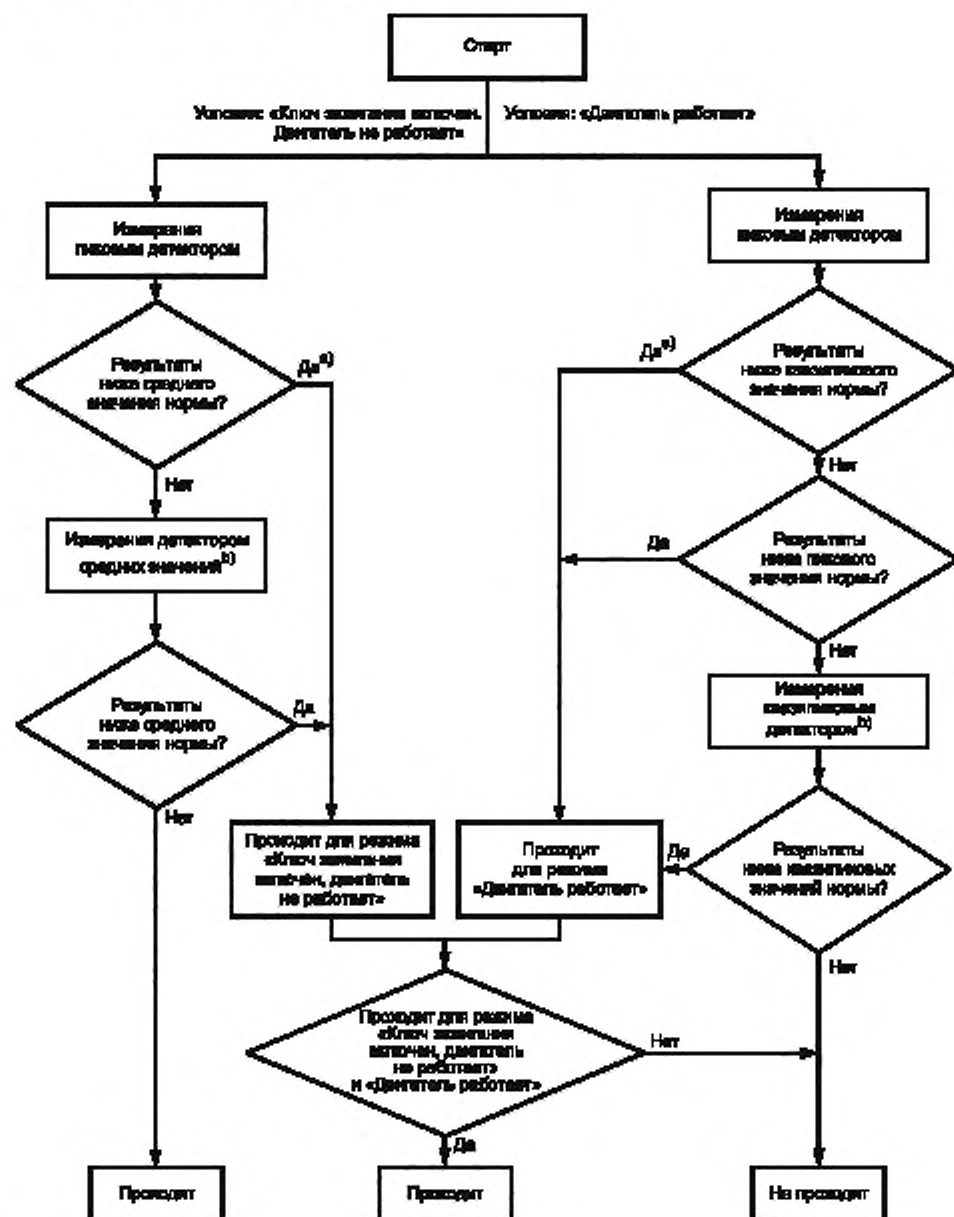 Старт
Условия: «Ключ зажигания включен.
Двигатель не работает»
Условия: «Двигатель работает»
Измерения
пиковым детектором
Измерения
пиковым детектором
Результаты
ниже среднего
значения нормы?
Да a)
Да a)
Результаты
ниже квазипикового
значения нормы?
Нет
Нет
Измерения детектором
средних значений b)
Да
Результаты
ниже пикового
значения нормы?
Нет
Результаты
ниже среднего
значения нормы?
Да
Измерения
квазипиковым
детектором b)
Нет
Проходит для режима
«Ключ зажигания
включен, двигатель
не работает»
Проходит
для режима
«Двигатель работает»
Да
Результаты
ниже квазипиковых
значений нормы?
Нет
Проходит для режима
«Ключ зажигания
включен, двигатель
не работает»
и «Двигатель работает»
Нет
Да
Проходит
Проходит
Не проходит